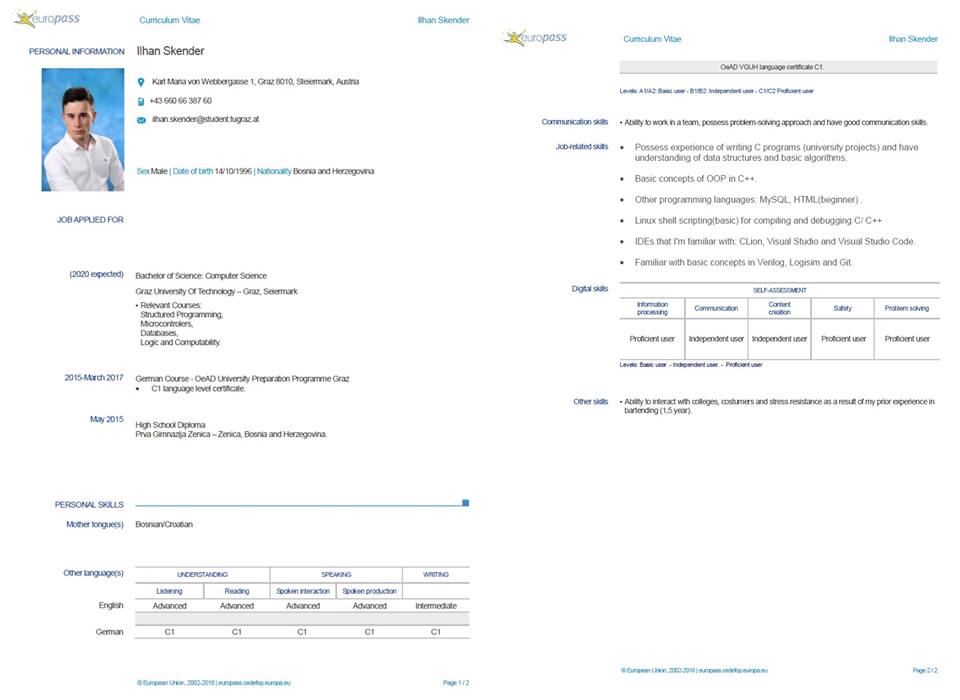 europass
Curriculum Vitae
Ilhan Skender
PERSONAL INFORMATION
Ilhan Skender
Karl Maria von Webbergasse 1, Graz 8010, Steiermark, Austria
+43 660 66 387 60
ilhan.skender@student.tugraz.at
Sex Male | Date of birth 14/10/1996 | Nationality Bosnia and Herzegovina
JOB APPLIED FOR
(2020 expected)
Bachelor of Science: Computer Science
Graz University Of Technology – Graz, Seiermark
• Relevant Courses:
Structured Programming,
Microcontrolers,
Databases,
Logic and Computability.
2015-March 2017
German Course - OeAD University Preparation Programme Graz
• C1 language level certificate.
May 2015
High School Diploma
Prva Gimnazija Zenica – Zenica, Bosnia and Herzegovina.
PERSONAL SKILLS
Mother tongue(s)
Bosnian/Croatian
Other language(s)
UNDERSTANDING SPEAKING WRITING
Listening Reading Spoken interaction Spoken production
English Advanced Advanced Advanced Advanced Intermediate
German C1 C1 C1 C1 C1
© European Union, 2002-2018 | europass.cedefop.europa.eu
Page 1 / 2
europass
Curriculum Vitae
Ilhan Skender
OeAD VGUH language certificate C1.
Levels: A1/A2: Basic user - B1/B2: Independent user - C1/C2 Proficient user
Communication skills
• Ability to work in a team, possess problem-solving approach and have good communication skills.
Job-related skills
• Possess experience of writing C programs (university projects) and have
understanding of data structures and basic algorithms.
• Basic concepts of OOP in C++.
• Other programming languages: MySQL, HTML(beginner) .
• Linux shell scripting(basic) for compiling and debugging C/ C++
• IDEs that I'm familiar with: CLion, Visual Studio and Visual Studio Code.
• Familiar with basic concepts in Verilog, Logisim and Git.
Digital skills
SELF-ASSESSMENT
Information
processing
Communication
Content
creation
Safety
Problem solving
Proficient user Independent user Independent user Proficient user Proficient user
Levels: Basic user - Independent user - Proficient user
Other skills
• Ability to interact with colleges, costumers and stress resistance as a result of my prior experience in
bartending (1,5 year).
© European Union, 2002-2018 | europass.cedefop.europa.eu
Page 2 / 2